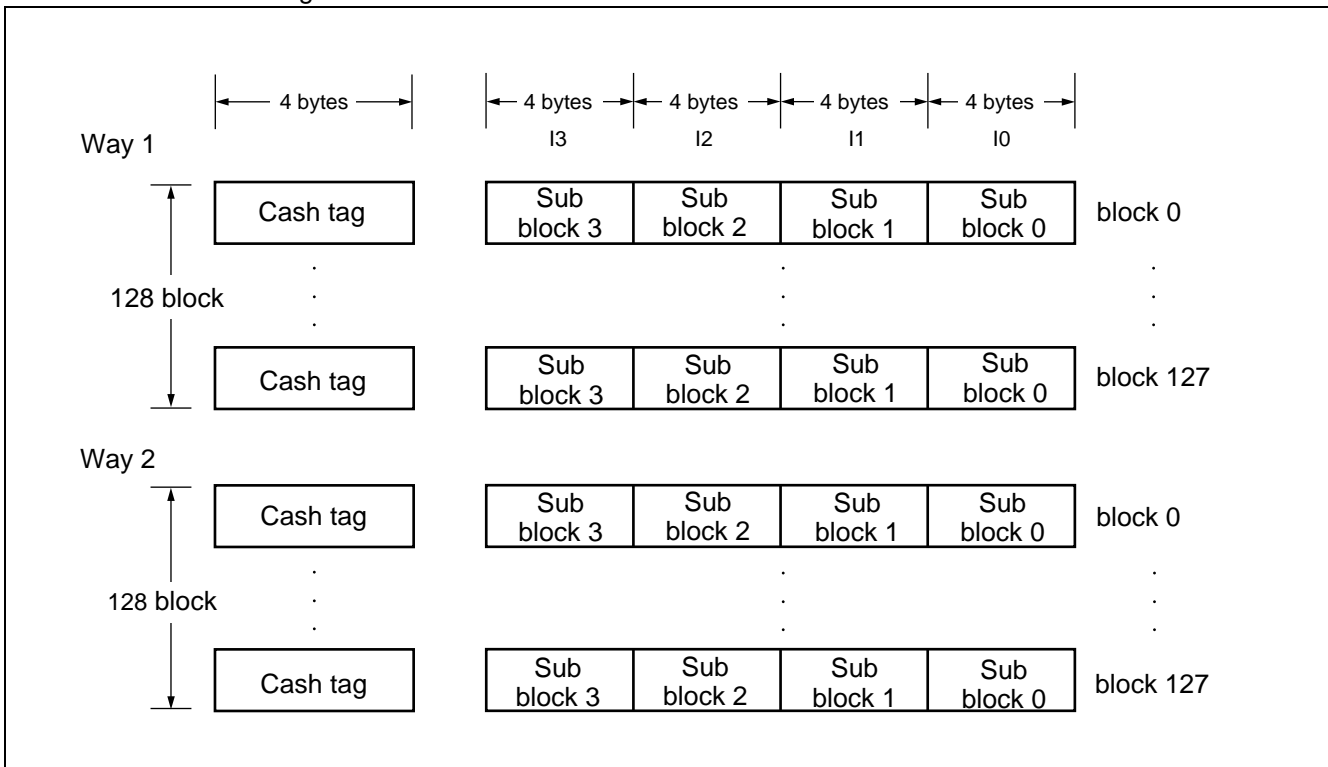 4 bytes 4 bytes 4 bytes 4 bytes 4 bytes
I3 I2 I1 I0
Way 1
Cash tag Sub block 3 Sub block 2 Sub block 1 Sub block 0 block 0
128 block
Cash tag Sub block 3 Sub block 2 Sub block 1 Sub block 0 block 127
Way 2
Cash tag Sub block 3 Sub block 2 Sub block 1 Sub block 0 block 0
128 block
Cash tag Sub block 3 Sub block 2 Sub block 1 Sub block 0 block 127